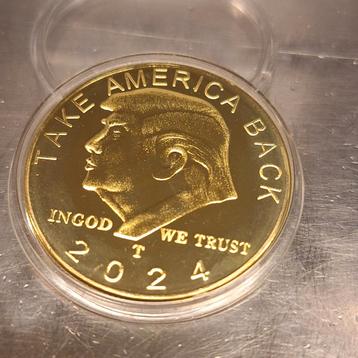 TAKE AMERICA BACK
INGOD WE TRUST
T
2024